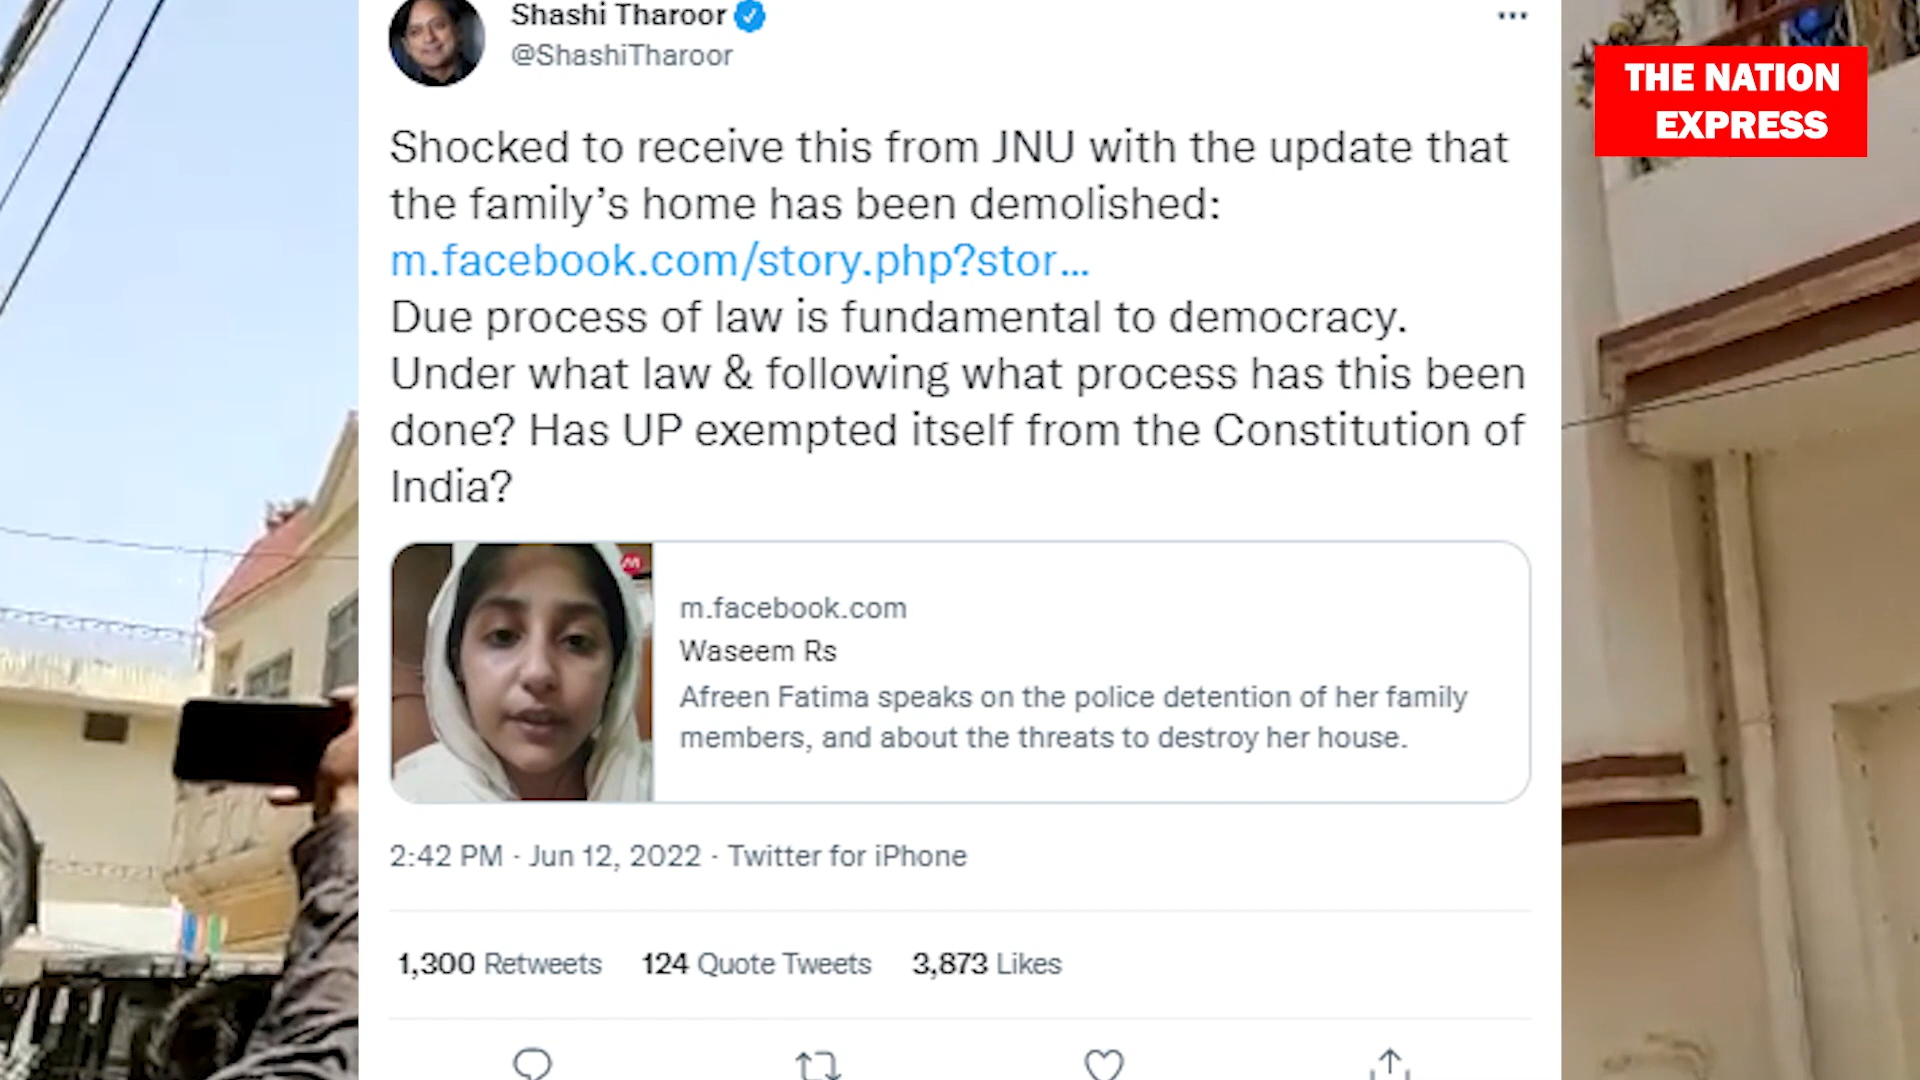 Shashi Tharoor
@ShashiTharoor
THE NATION
EXPRESS
Shocked to receive this from JNU with the update that
the family’s home has been demolished:
m.facebook.com/story.php?stor...
Due process of law is fundamental to democracy.
Under what law & following what process has this been
done? Has UP exempted itself from the Constitution of
India?
m.facebook.com
Waseem Rs
Afreen Fatima speaks on the police detention of her family
members, and about the threats to destroy her house.
2:42 PM · Jun 12, 2022 · Twitter for iPhone
1,300 Retweets 124 Quote Tweets 3,873 Likes